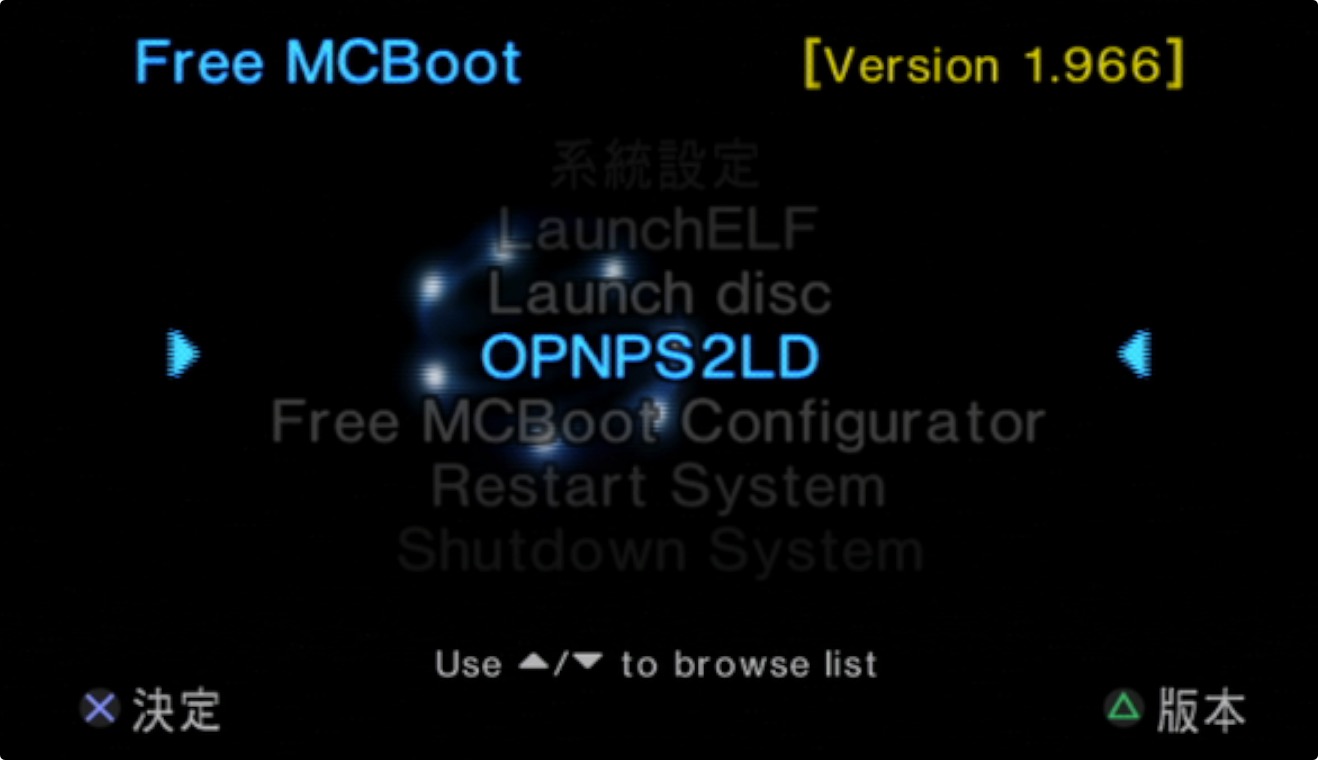 Free MCBoot [Version 1.966]
系統設定
LaunchELF
Launch disc
OPNPS2LD
Free MCBoot Configurator
Restart System
Shutdown System
Use ▲/▼ to browse list
決定 版本